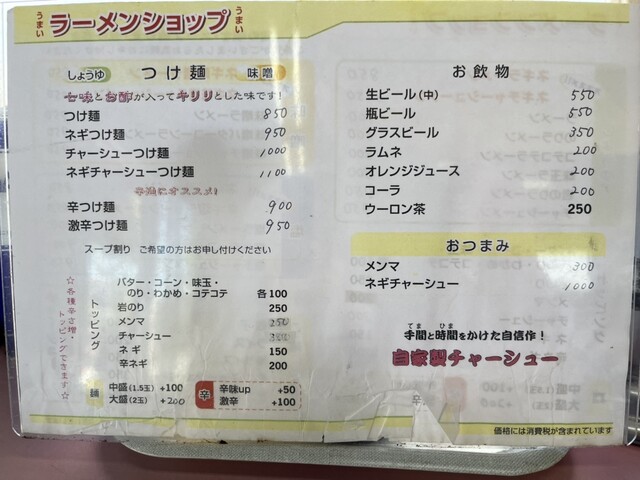 うまい ラーメンショップ うまい
しょうゆ つけ麺 味噌
七味とお酢が入ってキリリとした味です!
つけ麺 850
ネギつけ麺 950
チャーシューつけ麺 1000
ネギチャーシューつけ麺 1100
辛党にオススメ!
辛つけ麺 900
激辛つけ麺 950
スープ割り ご希望の方はお申し付けください
☆各種辛さ増・トッピングできます☆
トッピング
バター・コーン・味玉・
のり・わかめ・コテコテ 各100
岩のり 250
メンマ 250
チャーシュー
ネギ 150
辛ネギ 200
麺 中盛(1.5玉) +100
大盛(2玉) +200
辛 辛味up +50
激辛 +100
お飲物
生ビール(中) 550
瓶ビール 550
グラスビール 350
ラムネ 200
オレンジジュース 200
コーラ 200
ウーロン茶 250
おつまみ
メンマ 300
ネギチャーシュー 1000
手間と時間をかけた自信作!
てま ひま
自家製チャーシュー
価格には消費税が含まれています